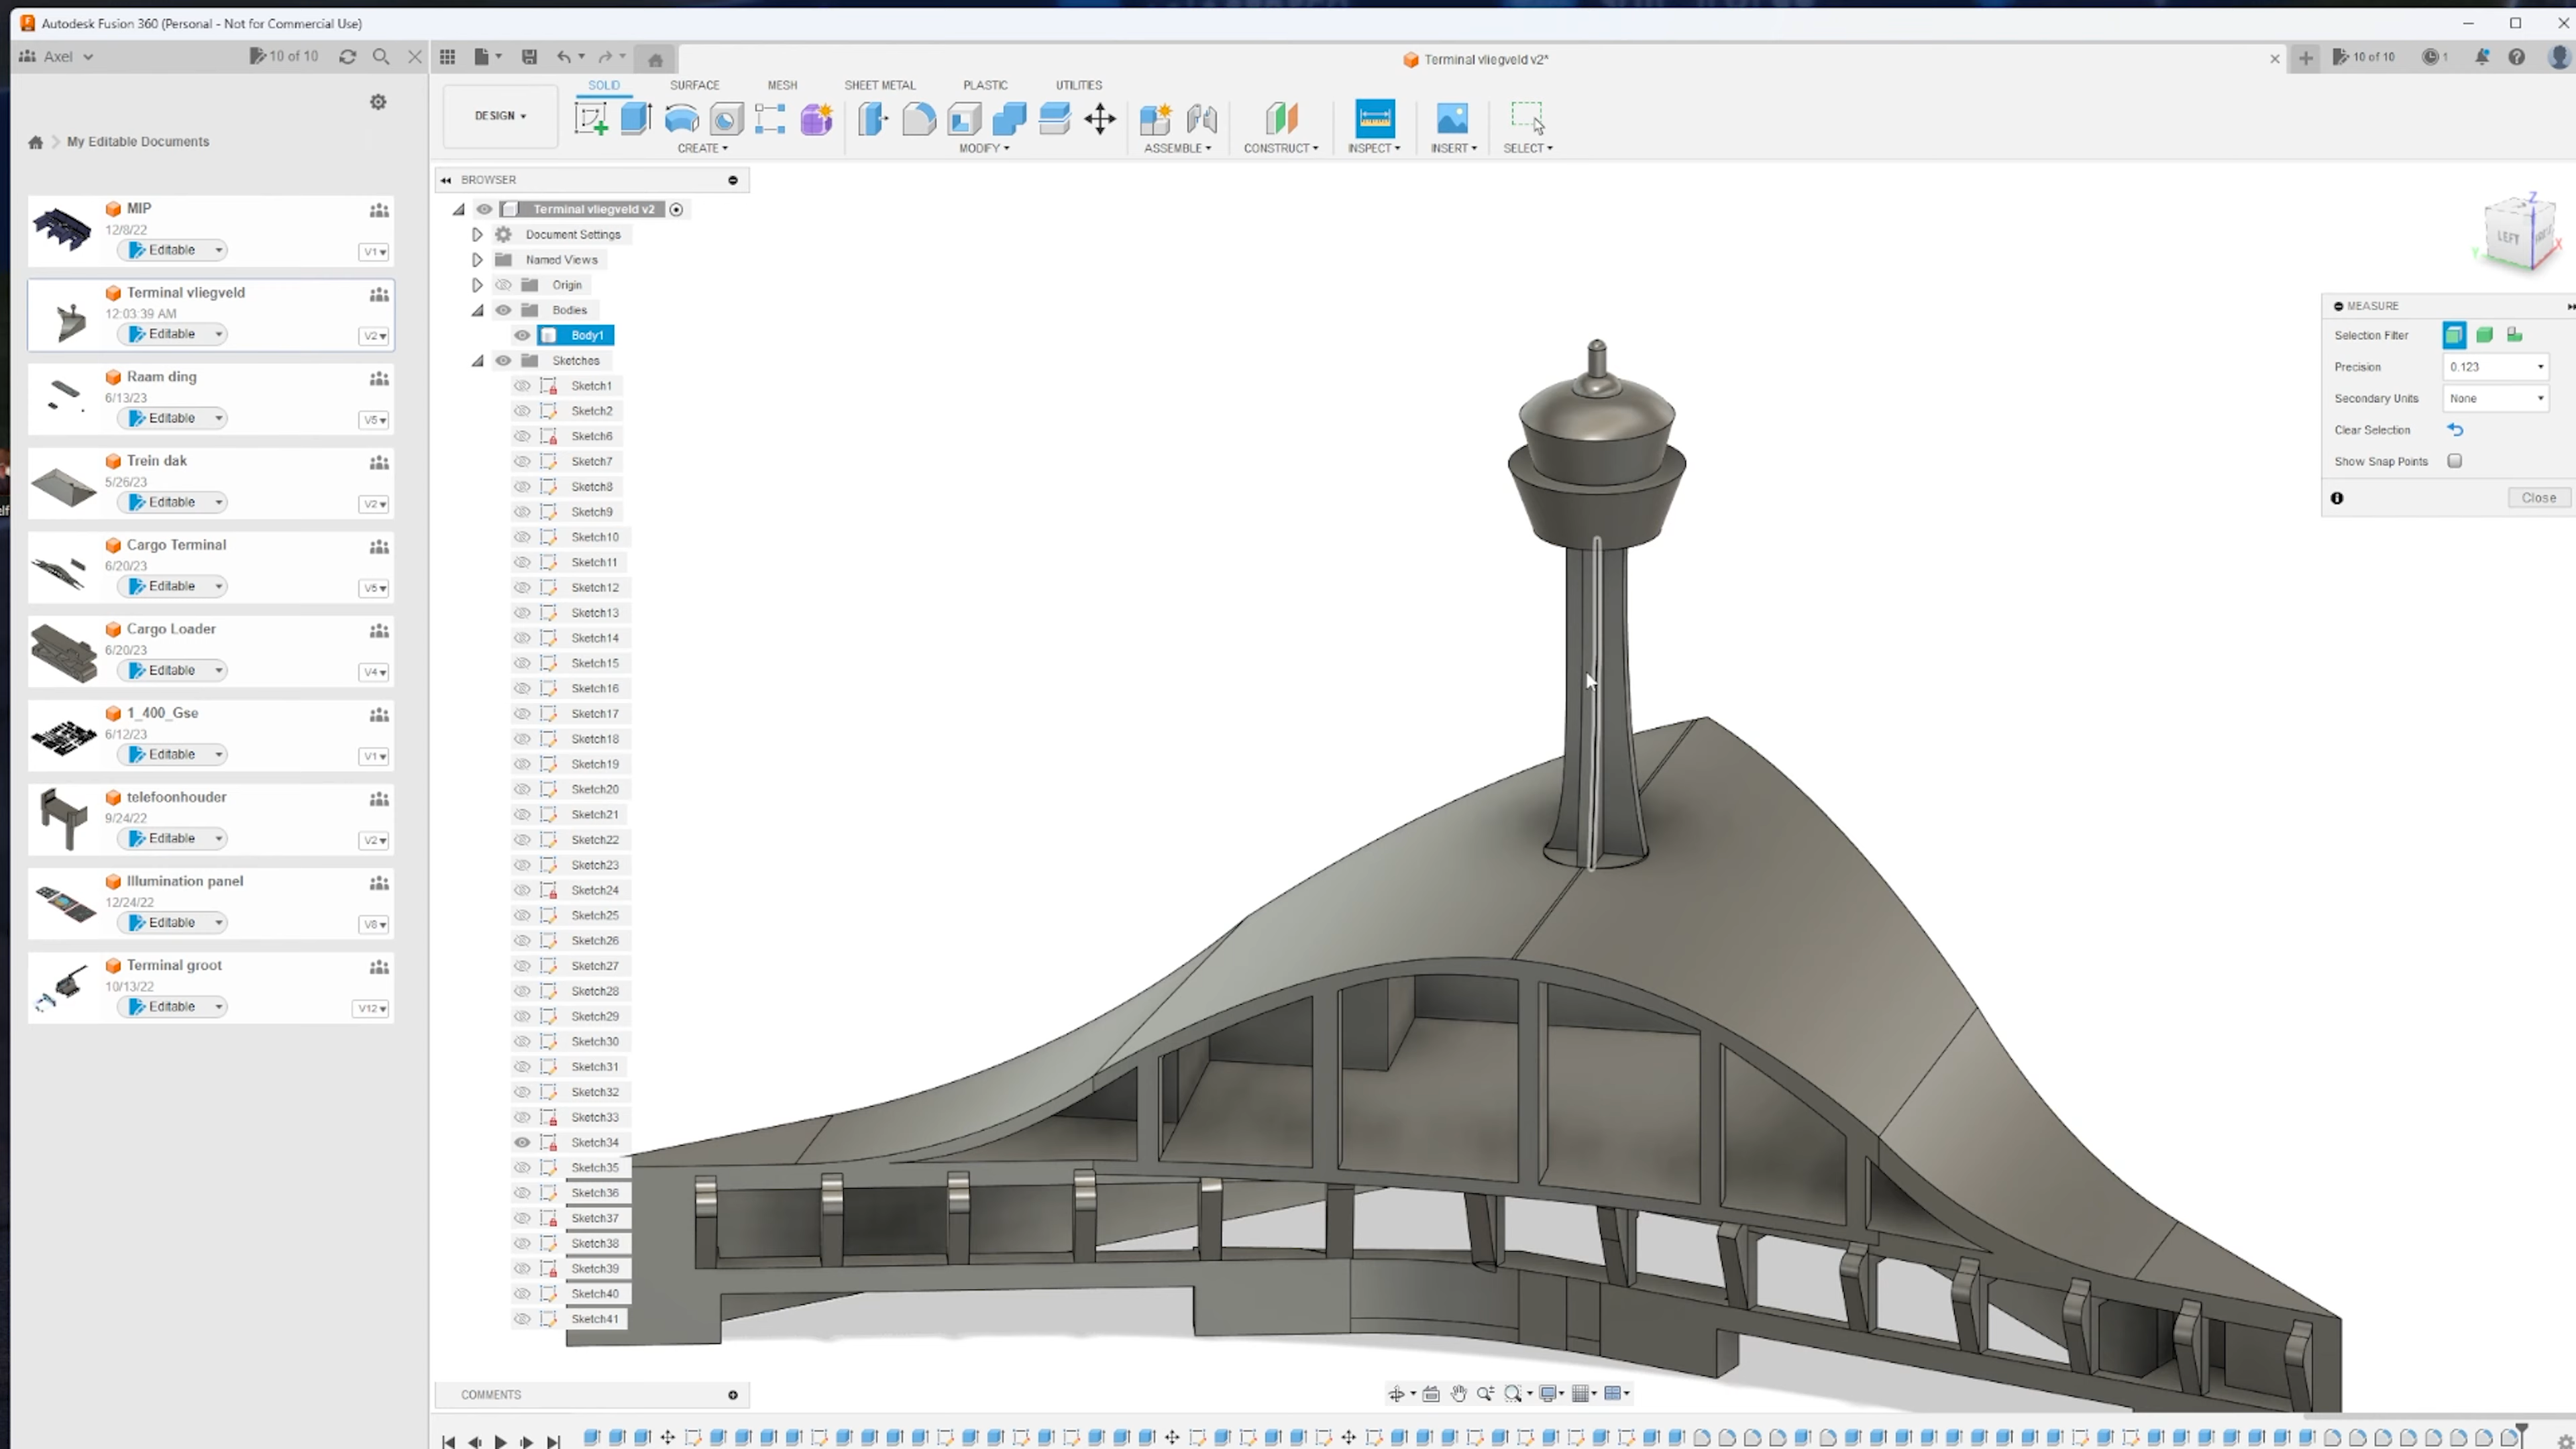 Autodesk Fusion 360 (Personal - Not for Commercial Use)
Axel
10 of 10
Terminal vliegveld v2*
10 of 10
1
DESIGN
SOLID
SURFACE
MESH
SHEET METAL
PLASTIC
UTILITIES
CREATE
MODIFY
ASSEMBLE
CONSTRUCT
INSPECT
INSERT
SELECT
My Editable Documents
MIP
12/8/22
Editable
V1
Terminal vliegveld
12:03:39 AM
Editable
V2
Raam ding
6/13/23
Editable
V5
Trein dak
5/26/23
Editable
V2
Cargo Terminal
6/20/23
Editable
V5
Cargo Loader
6/20/23
Editable
V4
1_400_Gse
6/12/23
Editable
V1
telefoonhouder
9/24/22
Editable
V2
Illumination panel
12/24/22
Editable
V8
Terminal groot
10/13/22
Editable
V12
BROWSER
Terminal vliegveld v2
Document Settings
Named Views
Origin
Bodies
Body1
Sketches
Sketch1
Sketch2
Sketch6
Sketch7
Sketch8
Sketch9
Sketch10
Sketch11
Sketch12
Sketch13
Sketch14
Sketch15
Sketch16
Sketch17
Sketch18
Sketch19
Sketch20
Sketch21
Sketch22
Sketch23
Sketch24
Sketch25
Sketch26
Sketch27
Sketch28
Sketch29
Sketch30
Sketch31
Sketch32
Sketch33
Sketch34
Sketch35
Sketch36
Sketch37
Sketch38
Sketch39
Sketch40
Sketch41
COMMENTS
Z
LEFT
Y
X
MEASURE
Selection Filter
Precision
0.123
Secondary Units
None
Clear Selection
Show Snap Points
Close